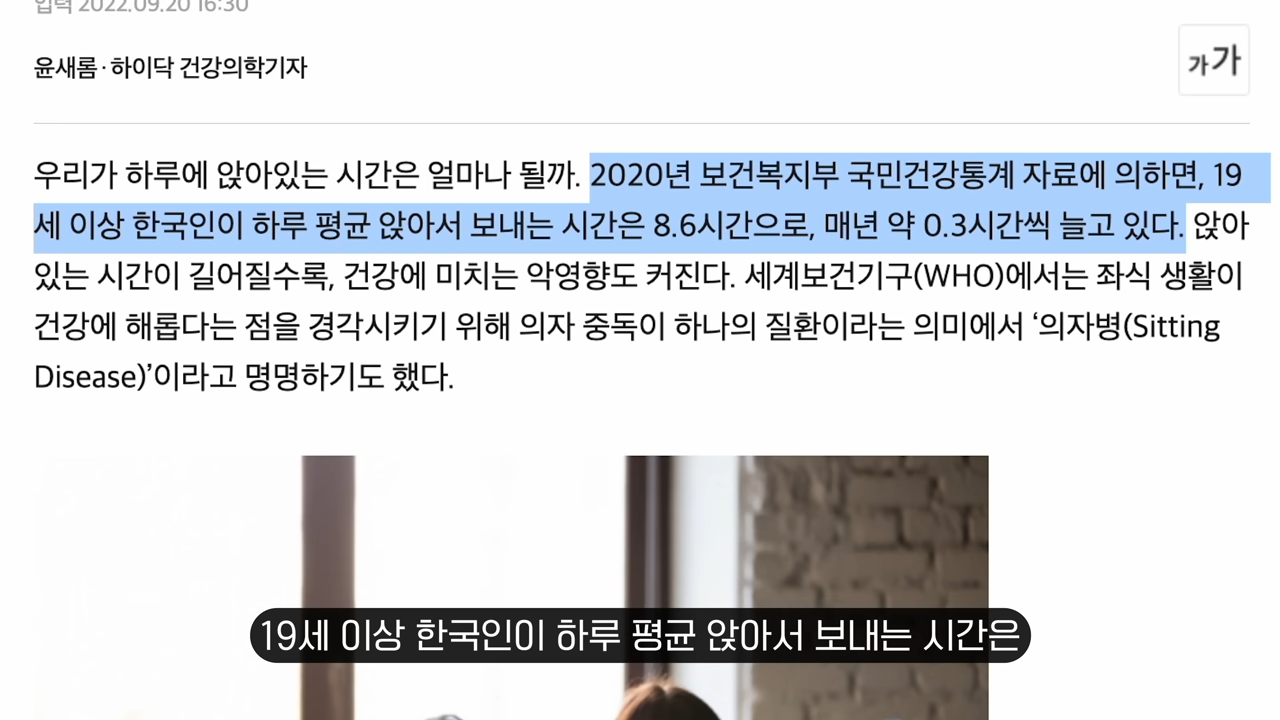 입력 2022.09.20 16:30
윤새롬·하이닥 건강의학기자
가가
우리가 하루에 앉아있는 시간은 얼마나 될까. 2020년 보건복지부 국민건강통계 자료에 의하면, 19
세 이상 한국인이 하루 평균 앉아서 보내는 시간은 8.6시간으로, 매년 약 0.3시간씩 늘고 있다. 앉아
있는 시간이 길어질수록, 건강에 미치는 악영향도 커진다. 세계보건기구(WHO)에서는 좌식 생활이
건강에 해롭다는 점을 경각시키기 위해 의자 중독이 하나의 질환이라는 의미에서 ‘의자병(Sitting
Disease)’이라고 명명하기도 했다.
19세 이상 한국인이 하루 평균 앉아서 보내는 시간은